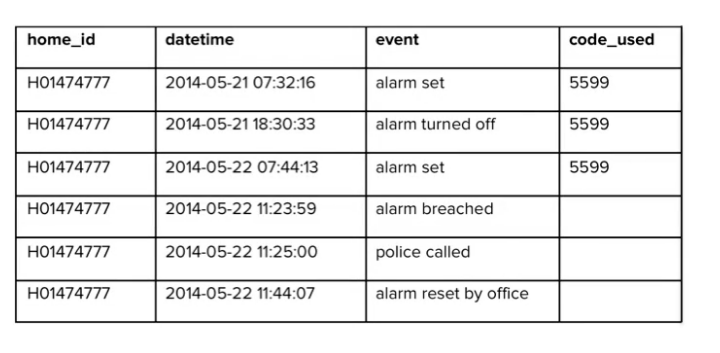 home_id datetime event code_used
H01474777 2014-05-21 07:32:16 alarm set 5599
H01474777 2014-05-21 18:30:33 alarm turned off 5599
H01474777 2014-05-22 07:44:13 alarm set 5599
H01474777 2014-05-22 11:23:59 alarm breached
H01474777 2014-05-22 11:25:00 police called
H01474777 2014-05-22 11:44:07 alarm reset by office